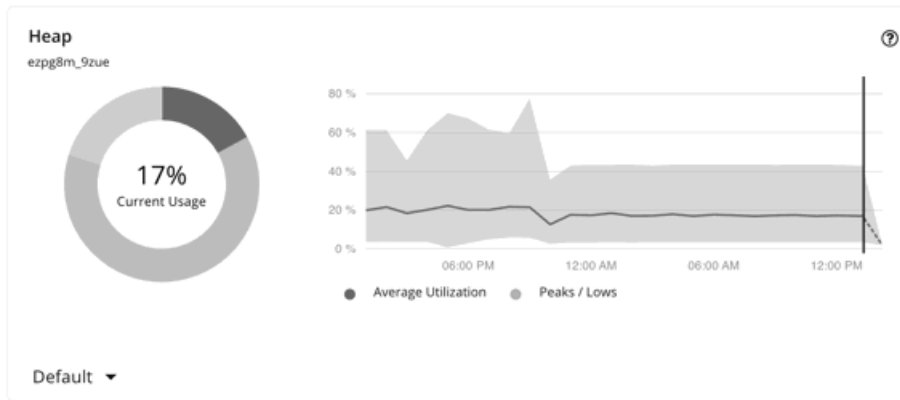 Heap
ezpg8m_9zue
17%
Current Usage
80 %
60 %
40 %
20 %
0 %
06:00 PM 12:00 AM 06:00 AM 12:00 PM
Average Utilization Peaks / Lows
Default